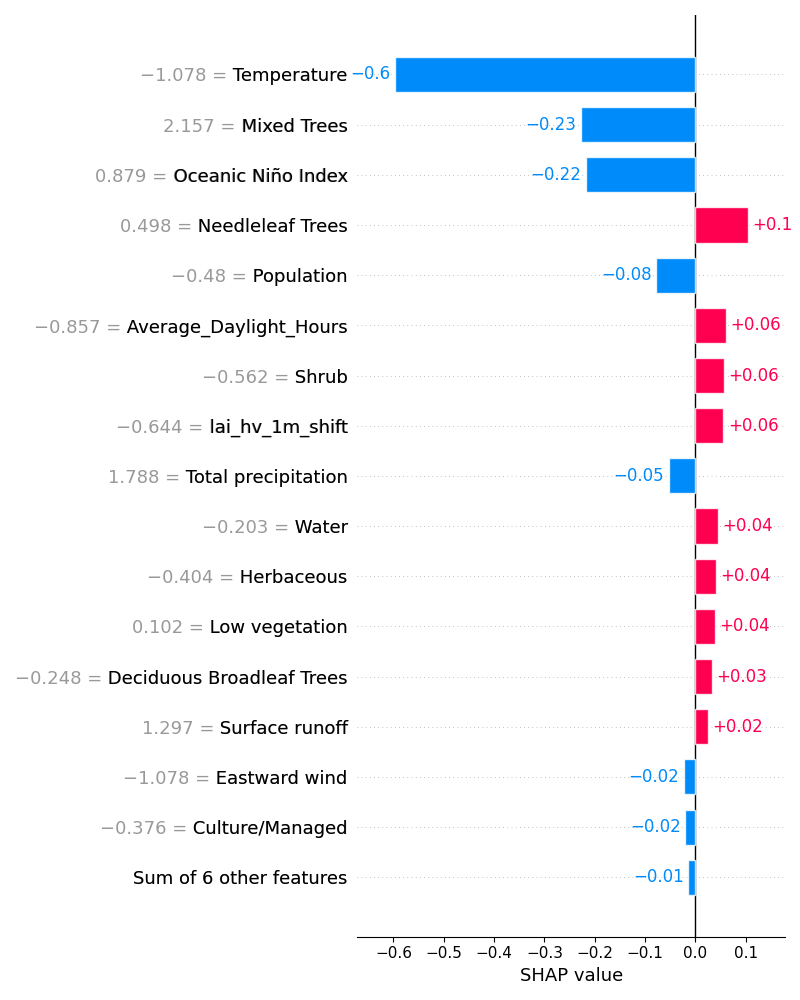 −1.078 = Temperature −0.6
2.157 = Mixed Trees −0.23
0.879 = Oceanic Niño Index −0.22
0.498 = Needleleaf Trees +0.1
−0.48 = Population −0.08
−0.857 = Average_Daylight_Hours +0.06
−0.562 = Shrub +0.06
−0.644 = lai_hv_1m_shift +0.06
1.788 = Total precipitation −0.05
−0.203 = Water +0.04
−0.404 = Herbaceous +0.04
0.102 = Low vegetation +0.04
−0.248 = Deciduous Broadleaf Trees +0.03
1.297 = Surface runoff +0.02
−1.078 = Eastward wind −0.02
−0.376 = Culture/Managed −0.02
Sum of 6 other features −0.01
−0.6 −0.5 −0.4 −0.3 −0.2 −0.1 0.0 0.1
SHAP value